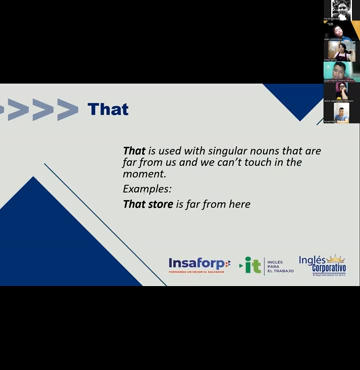 >>>> That
That is used with singular nouns that are
far from us and we can't touch in the
moment.
Examples:
That store is far from here
Insaforp
it
INGLÉS
PARA
EL TRABAJO
Inglés
Corporativo